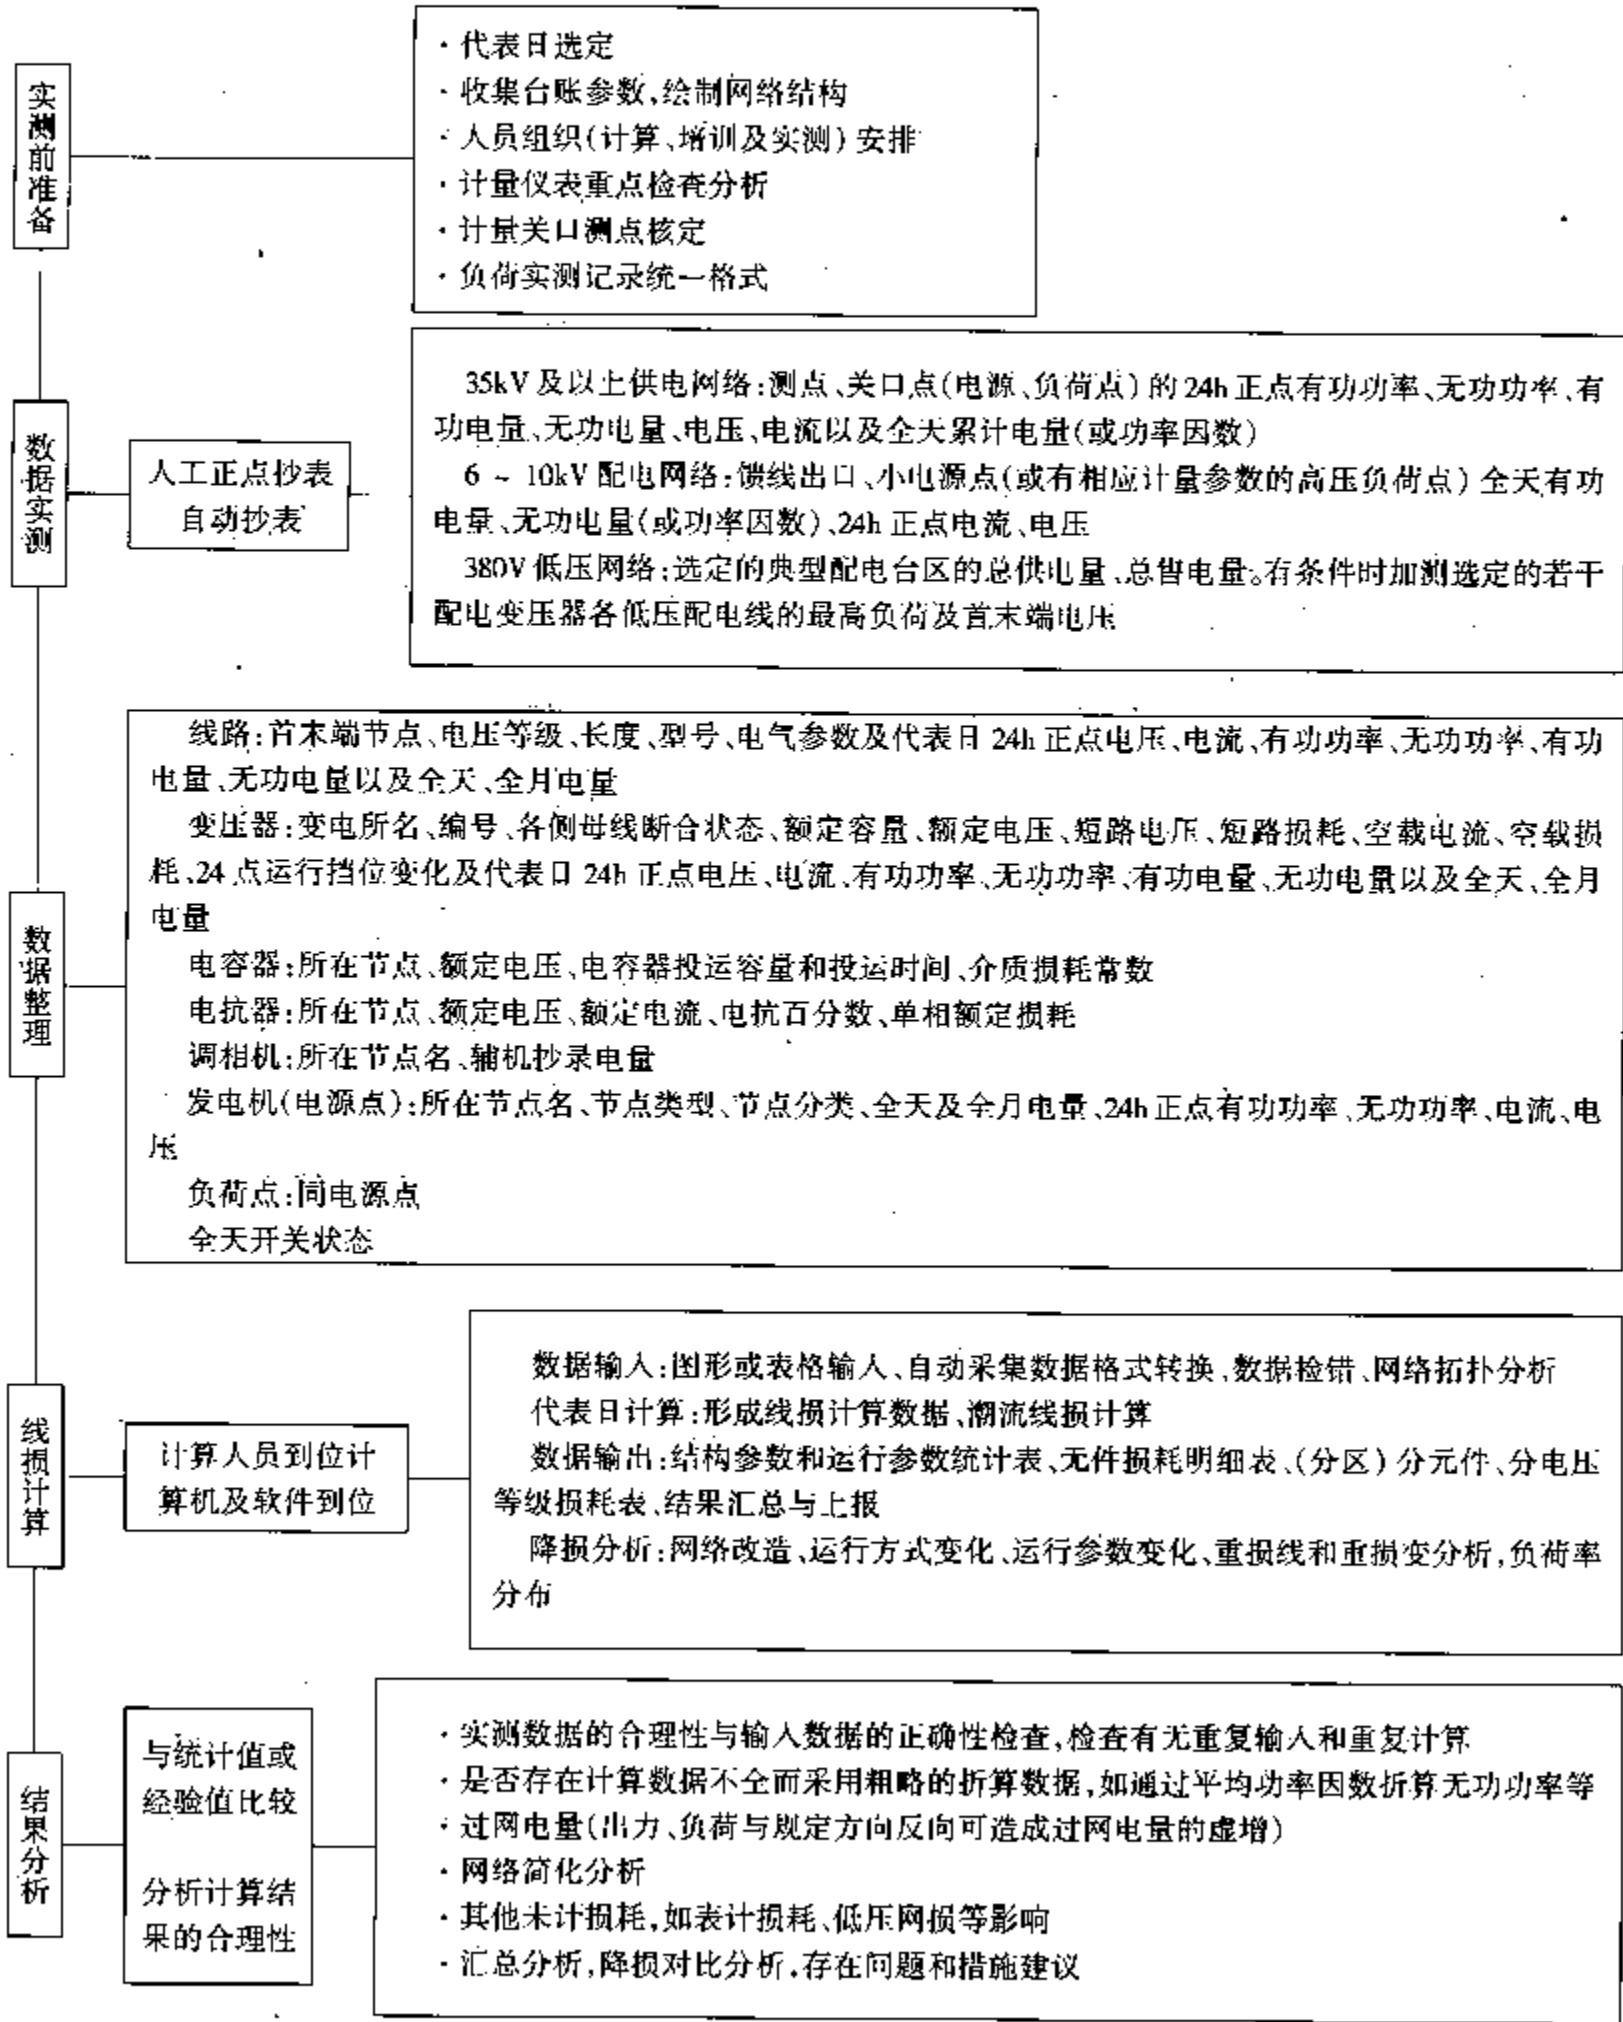 实测前准备
· 代表日选定
· 收集台账参数,绘制网络结构
· 人员组织(计算、培训及实测)安排
· 计量仪表重点检查分析
· 计量关口测点核定
· 负荷实测记录统一格式
数据实测
人工正点抄表
自动抄表
35kV 及以上供电网络:测点、关口点(电源、负荷点)的 24h 正点有功功率、无功功率、有
功电量、无功电量、电压、电流以及全天累计电量(或功率因数)
6 ~ 10kV 配电网络:馈线出口、小电源点(或有相应计量参数的高压负荷点)全天有功
电量、无功电量(或功率因数)、24h 正点电流、电压
380V 低压网络:选定的典型配电台区的总供电量、总售电量。有条件时加测选定的若干
配电变压器各低压配电线的最高负荷及首末端电压
数据整理
线路:首末端节点、电压等级、长度、型号、电气参数及代表日 24h 正点电压、电流、有功功率、无功功率、有功
电量、无功电量以及全天、全月电量
变压器:变电所名、编号、各侧母线断合状态、额定容量、额定电压、短路电压、短路损耗、空载电流、空载损
耗、24 点运行挡位变化及代表日 24h 正点电压、电流、有功功率、无功功率、有功电量、无功电量以及全天、全月
电量
电容器:所在节点、额定电压、电容器投运容量和投运时间、介质损耗常数
电抗器:所在节点、额定电压、额定电流、电抗百分数、单相额定损耗
调相机:所在节点名、辅机抄录电量
发电机(电源点):所在节点名、节点类型、节点分类、全天及全月电量、24h 正点有功功率、无功功率、电流、电
压
负荷点:同电源点
全天开关状态
线损计算
计算人员到位计
算机及软件到位
数据输入:图形或表格输入、自动采集数据格式转换,数据检错、网络拓扑分析
代表日计算:形成线损计算数据、潮流线损计算
数据输出:结构参数和运行参数统计表、无件损耗明细表、(分区)分元件、分电压
等级损耗表、结果汇总与上报
降损分析:网络改造、运行方式变化、运行参数变化、重损线和重损变分析,负荷率
分布
结果分析
与统计值或
经验值比较
分析计算结
果的合理性
· 实测数据的合理性与输入数据的正确性检查,检查有无重复输入和重复计算
· 是否存在计算数据不全而采用粗略的折算数据,如通过平均功率因数折算无功功率等
· 过网电量(出力、负荷与规定方向反向可造成过网电量的虚增)
· 网络简化分析
· 其他未计损耗,如表计损耗、低压网损等影响
· 汇总分析,降损对比分析,存在问题和措施建议